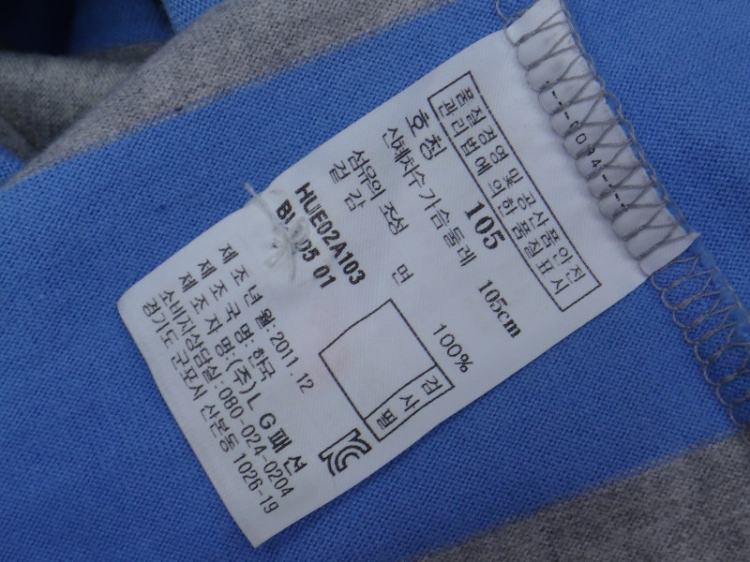 품질경영 및 공산품안전
관리법에 의한 품질표시
호칭 105
신체치수 가슴둘레 105cm
섬유의 조성 면 100%
겉감
HUE02A103
05 01
검사필
제조년월: 2011. 12
제조국명: 한국
제조자명: (주)L G패션
소비자상담실: 080-024-0204
경기도 군포시 산본동 1026-19